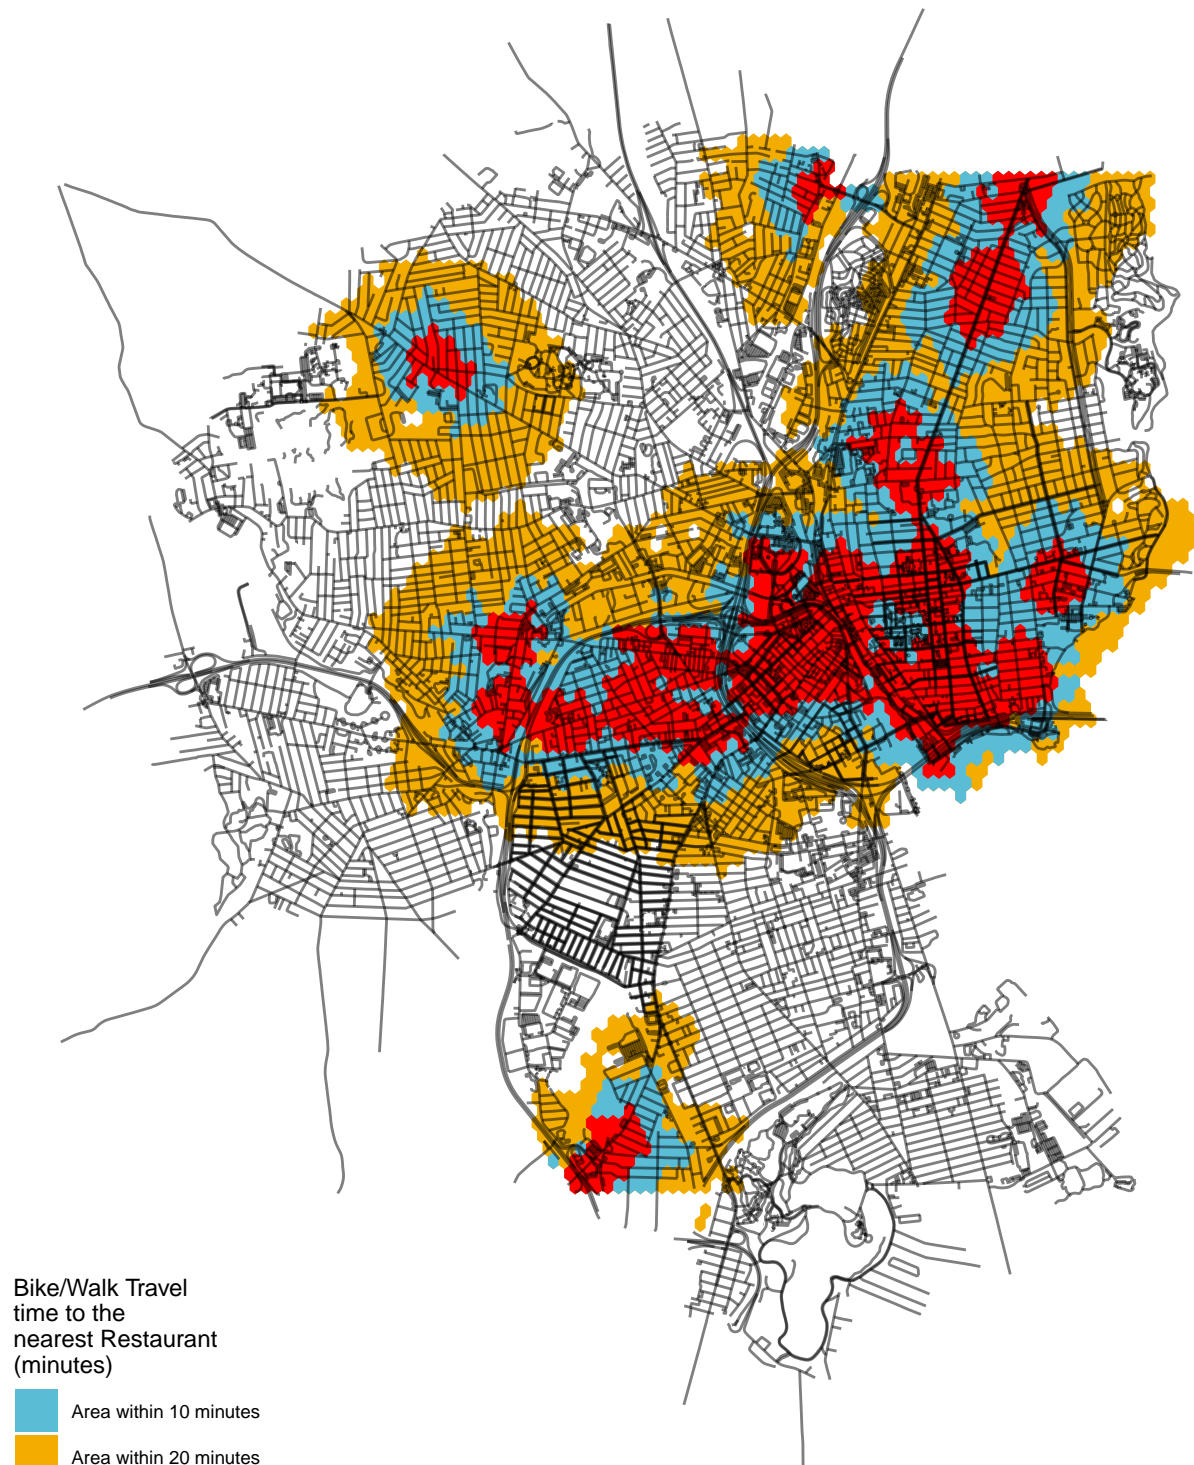 Bike/Walk Travel
time to the
nearest Restaurant
(minutes)
Area within 10 minutes
Area within 20 minutes